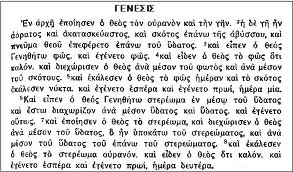 ΓΕΝΕΣΙΣ
Ἐν ἀρχῇ ἐποίησεν ὁ θεὸς τὸν οὐρανὸν καὶ τὴν γῆν. ²ἡ δὲ γῆ ἦν
ἀόρατος καὶ ἀκατασκεύαστος, καὶ σκότος ἐπάνω τῆς ἀβύσσου, καὶ
πνεῦμα θεοῦ ἐπεφέρετο ἐπάνω τοῦ ὕδατος. ³καὶ εἶπεν ὁ θεός
Γενηθήτω φῶς, καὶ ἐγένετο φῶς. ⁴καὶ εἶδεν ὁ θεὸς τὸ φῶς ὅτι
καλόν. καὶ διεχώρισεν ὁ θεὸς ἀνὰ μέσον τοῦ φωτὸς καὶ ἀνὰ μέσον
τοῦ σκότους. ⁵καὶ ἐκάλεσεν ὁ θεὸς τὸ φῶς ἡμέραν καὶ τὸ σκότος
ἐκάλεσεν νύκτα. καὶ ἐγένετο ἑσπέρα καὶ ἐγένετο πρωί, ἡμέρα μία.
⁶Καὶ εἶπεν ὁ θεός Γενηθήτω στερέωμα ἐν μέσῳ τοῦ ὕδατος
καὶ ἔστω διαχωρίζον ἀνὰ μέσον ὕδατος καὶ ὕδατος. καὶ ἐγένετο
οὕτως. ⁷καὶ ἐποίησεν ὁ θεὸς τὸ στερέωμα, καὶ διεχώρισεν ὁ θεὸς
ἀνὰ μέσον τοῦ ὕδατος, ὃ ἦν ὑποκάτω τοῦ στερεώματος, καὶ ἀνὰ
μέσον τοῦ ὕδατος τοῦ ἐπάνω τοῦ στερεώματος. ⁸καὶ ἐκάλεσεν
ὁ θεὸς τὸ στερέωμα οὐρανόν. καὶ εἶδεν ὁ θεὸς ὅτι καλόν. καὶ
ἐγένετο ἑσπέρα καὶ ἐγένετο πρωί, ἡμέρα δευτέρα.